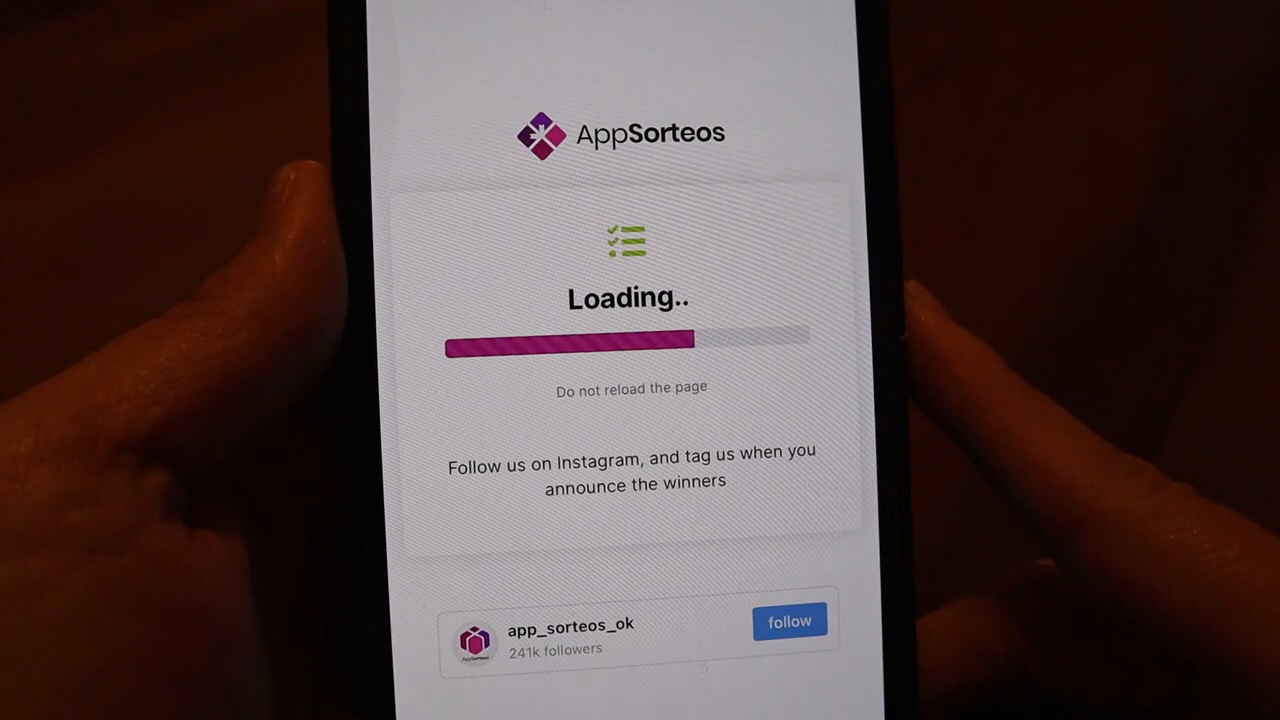 AppSorteos
Loading..
Do not reload the page
Follow us on Instagram, and tag us when you
announce the winners
app_sorteos_ok
241k followers
follow
AppSorteos